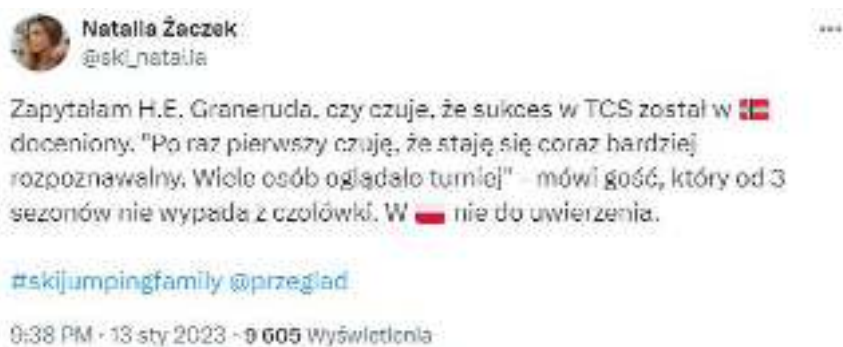 Natalia Żaczek
@ski_natalia
Zapytałam H.E. Graneruda, czy czuje, że sukces w TCS został w 🇳🇴
doceniony. "Po raz pierwszy czuję, że staję się coraz bardziej
rozpoznawalny. Wiele osób oglądało turniej" - mówi gość, który od 3
sezonów nie wypada z czołówki. W 🇵🇱 nie do uwierzenia.
#skijumpingfamily @przeglad
9:38 PM · 13 sty 2023 · 9 605 Wyświetlenia